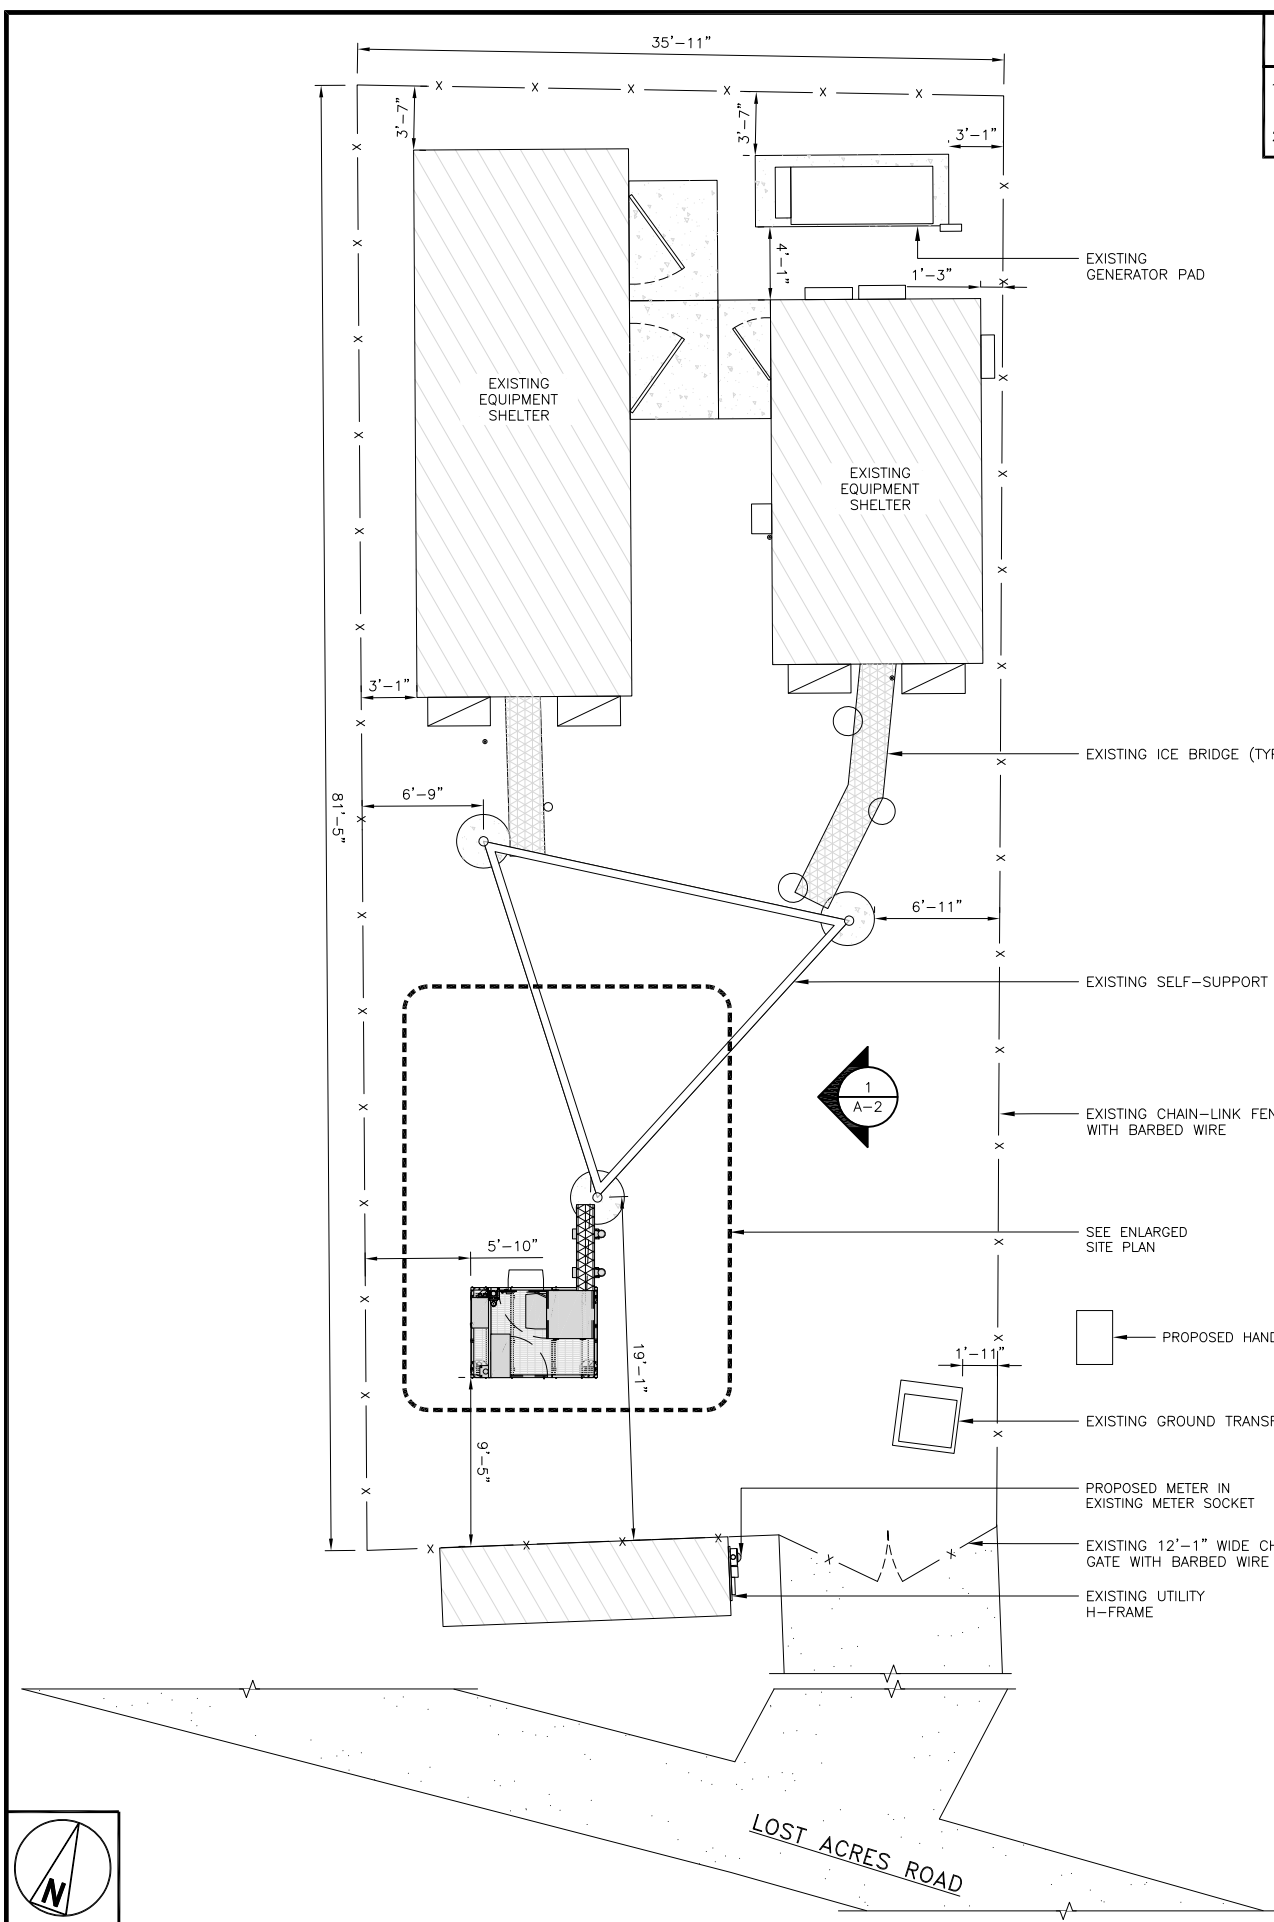 35'-11"
3'-7"
3'-7"
3'-1"
EXISTING
GENERATOR PAD
4'-1"
1'-3"
EXISTING
EQUIPMENT
SHELTER
EXISTING
EQUIPMENT
SHELTER
3'-1"
EXISTING ICE BRIDGE (TYP
6'-9"
81'-5"
6'-11"
EXISTING SELF-SUPPORT
1
A-2
EXISTING CHAIN-LINK FEN
WITH BARBED WIRE
SEE ENLARGED
SITE PLAN
5'-10"
PROPOSED HAND
19'-1"
1'-11"
EXISTING GROUND TRANSF
9'-5"
PROPOSED METER IN
EXISTING METER SOCKET
EXISTING 12'-1" WIDE CH
GATE WITH BARBED WIRE
EXISTING UTILITY
H-FRAME
LOST ACRES ROAD
N